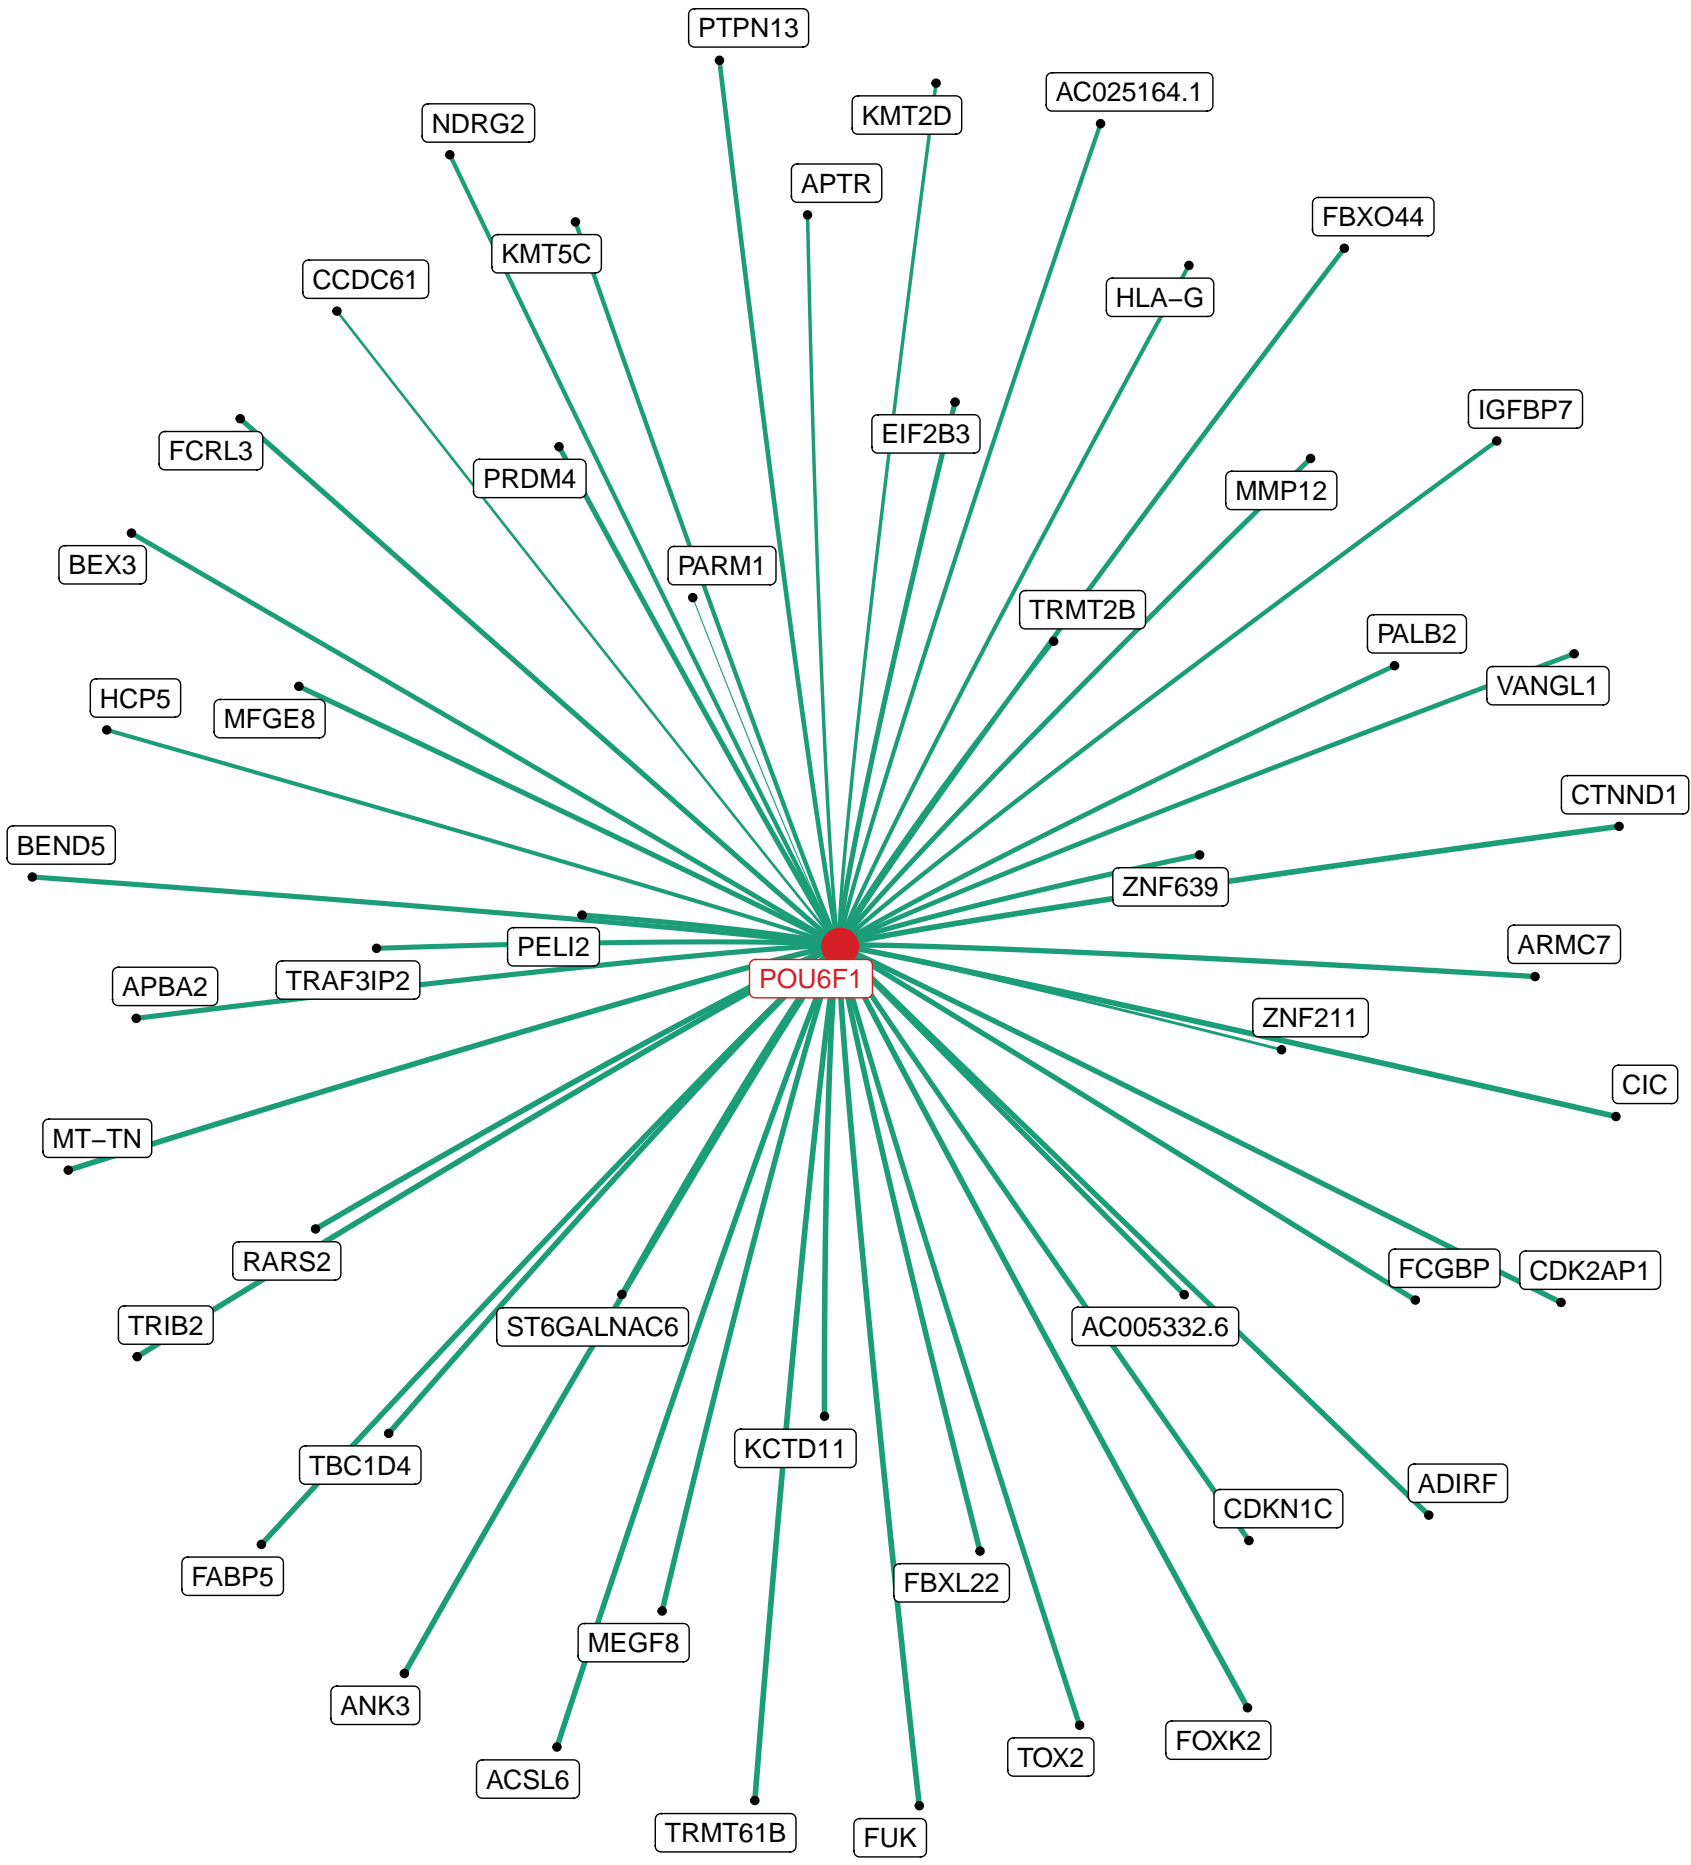 PTPN13
AC025164.1
KMT2D
NDRG2
APTR
FBXO44
KMT5C
CCDC61
HLA−G
IGFBP7
EIF2B3
FCRL3
PRDM4
MMP12
BEX3
PARM1
TRMT2B
PALB2
VANGL1
HCP5
MFGE8
CTNND1
BEND5
ZNF639
PELI2
ARMC7
POU6F1
TRAF3IP2
APBA2
ZNF211
CIC
MT−TN
RARS2
FCGBP
CDK2AP1
TRIB2
ST6GALNAC6
AC005332.6
KCTD11
TBC1D4
ADIRF
CDKN1C
FABP5
FBXL22
MEGF8
ANK3
FOXK2
TOX2
ACSL6
TRMT61B
FUK